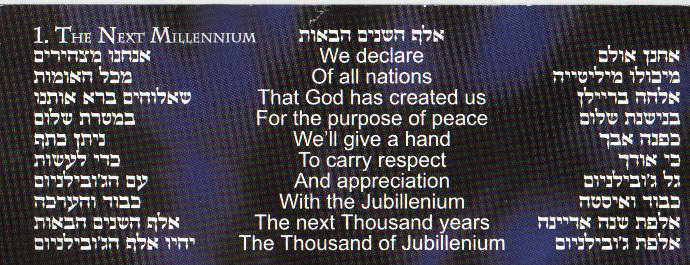 1. THE NEXT MILLENNIUM אלף השנים הבאות
אנחנו מצהירים We declare אחנן אולם
מכל האומות Of all nations מיבולו מיליטייה
שאלוהים ברא אותנו That God has created us אלהה בריילן
במטרת שלום For the purpose of peace בנישנת שלום
ניתן כתף We'll give a hand כפנה אבך
כדי לעשות To carry respect כי אודך
עם הג'ובילניום And appreciation גל ג'ובילניום
כבוד והערכה With the Jubillenium כבוד ואיסטה
אלף השנים הבאות The next Thousand years אלפת שנה אריינה
יהיו אלף הג'ובילניום The Thousand of Jubillenium אלפת ג'ובילניום